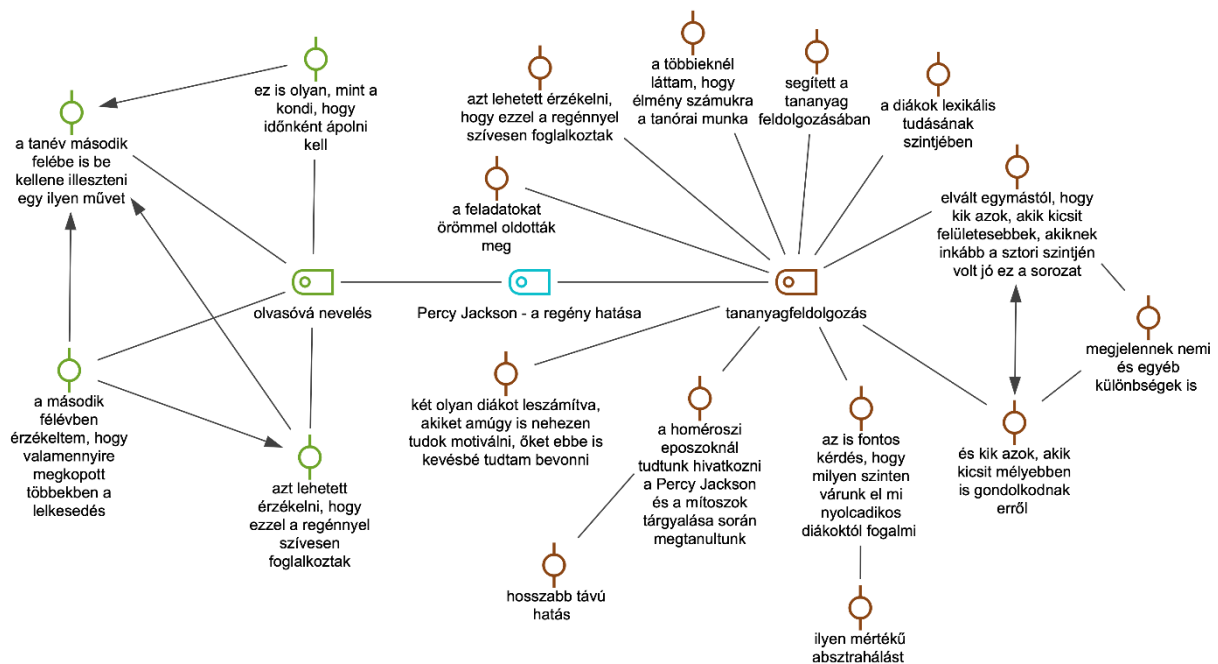 ez is olyan, mint a
kondi, hogy
időnként ápolni
kell
a tanév második
felébe is be
kellene illeszteni
egy ilyen művet
olvasóvá nevelés
a második
félévben
érzékeltem, hogy
valamennyire
megkopott
többekben a
lelkesedés
azt lehetett
érzékelni, hogy
ezzel a regénnyel
szívesen
foglalkoztak
Percy Jackson - a regény hatása
azt lehetett érzékelni,
hogy ezzel a regénnyel
szívesen foglalkoztak
a többieknél
láttam, hogy
élmény számukra
a tanórai munka
segített a
tananyag
feldolgozásában
a diákok lexikális
tudásának
szintjében
a feladatokat
örömmel oldották
meg
elvált egymástól, hogy
kik azok, akik kicsit
felületesebbek, akiknek
inkább a sztori szintjén
volt jó ez a sorozat
tananyagfeldolgozás
megjelennek nemi
és egyéb
különbségek is
két olyan diákot leszámítva,
akiket amúgy is nehezen
tudok motiválni, őket ebbe is
kevésbé tudtam bevonni
a homéroszi
eposzoknál
tudtunk hivatkozni
a Percy Jackson
és a mítoszok
tárgyalása során
megtanultunk
az is fontos
kérdés, hogy
milyen szinten
várunk el mi
nyolcadikos
diákoktól fogalmi
és kik azok, akik
kicsit mélyebben
is gondolkodnak
erről
hosszabb távú
hatás
ilyen mértékű
absztrahálást